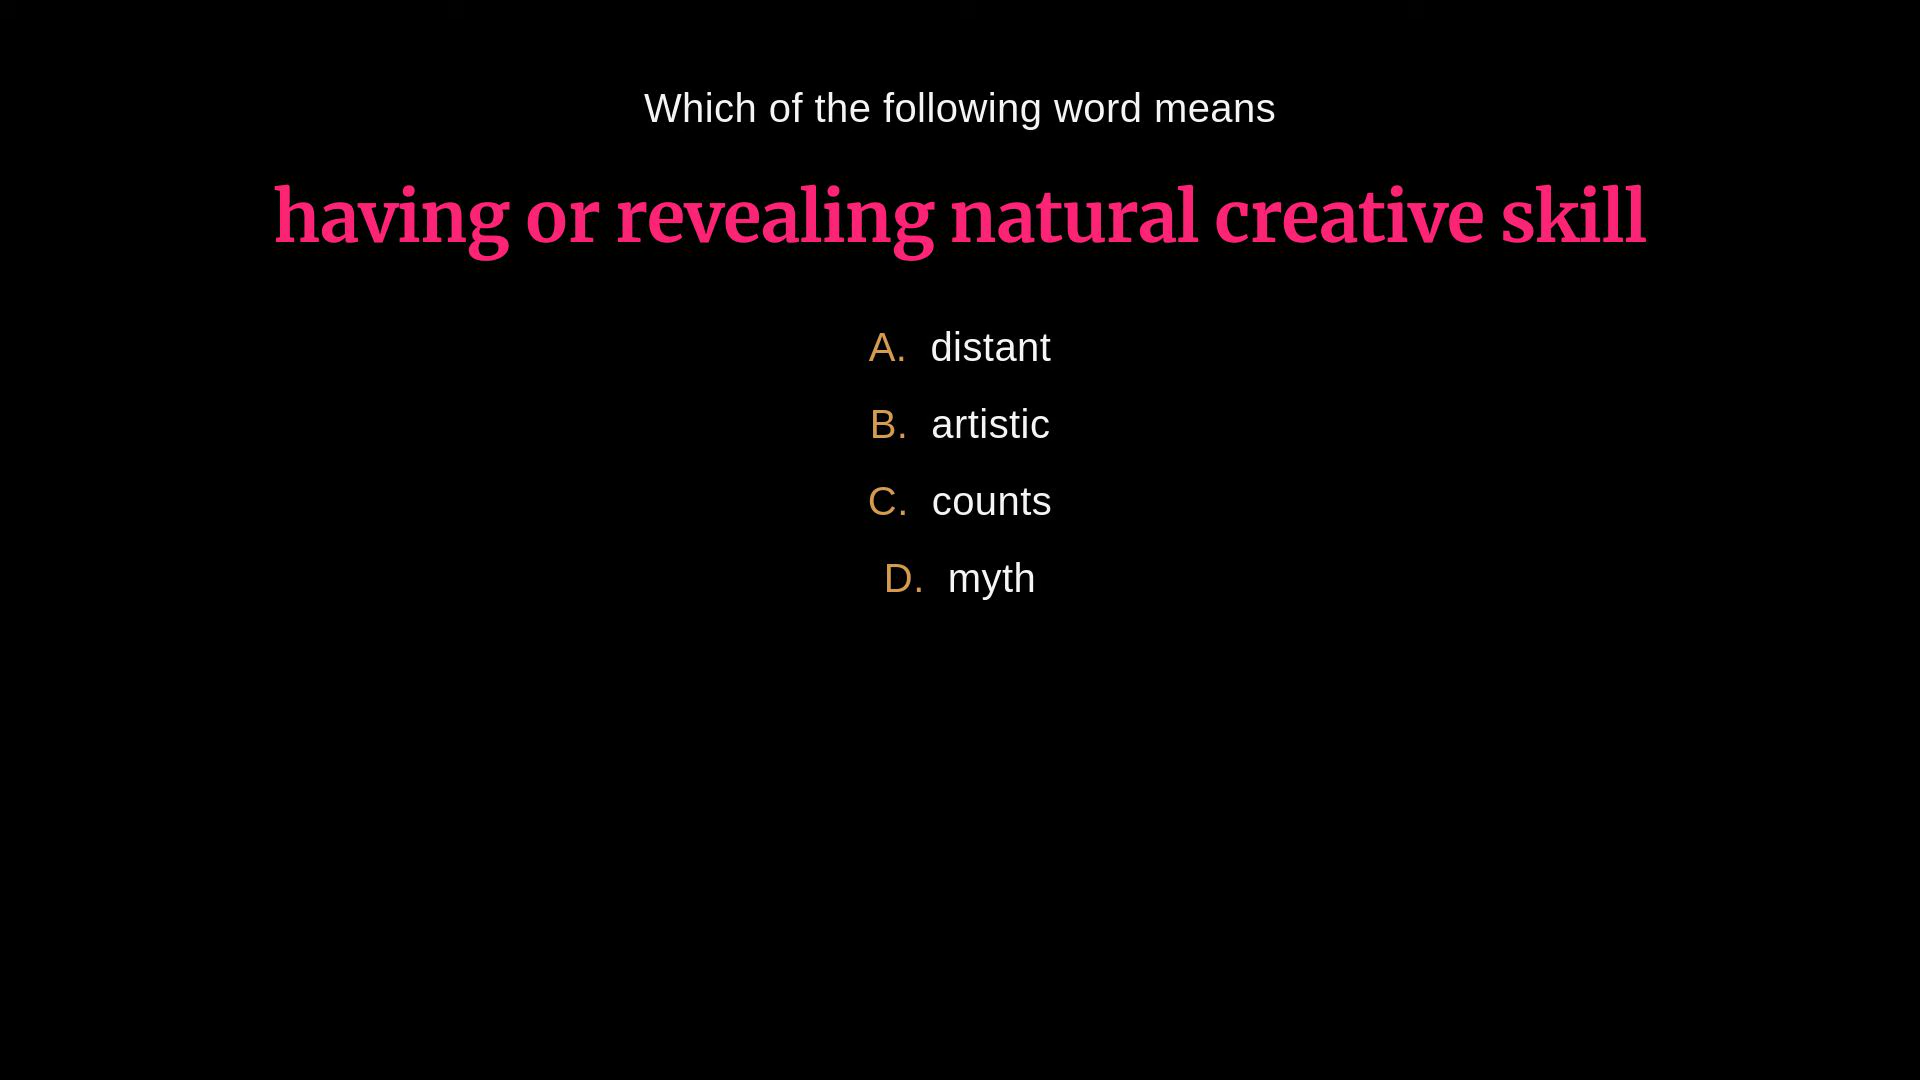 Which of the following word means
having or revealing natural creative skill
A. distant
B. artistic
C. counts
D. myth